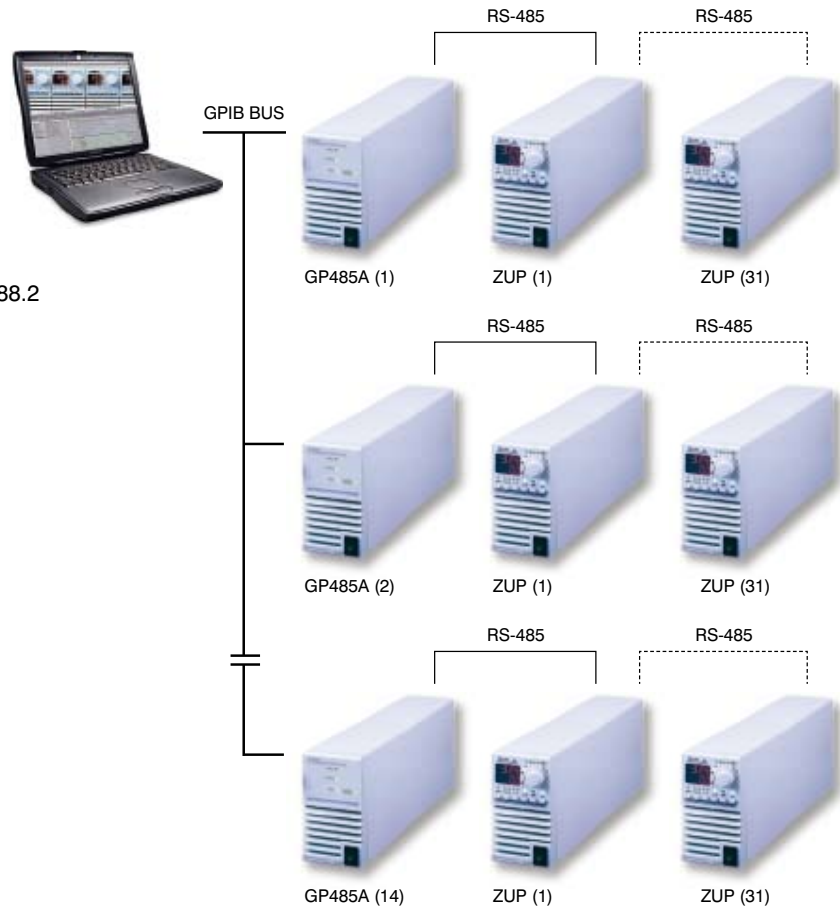 RS-485 RS-485
GPIB BUS
GP485A (1) ZUP (1) ZUP (31)
88.2
RS-485 RS-485
GP485A (2) ZUP (1) ZUP (31)
RS-485 RS-485
GP485A (14) ZUP (1) ZUP (31)